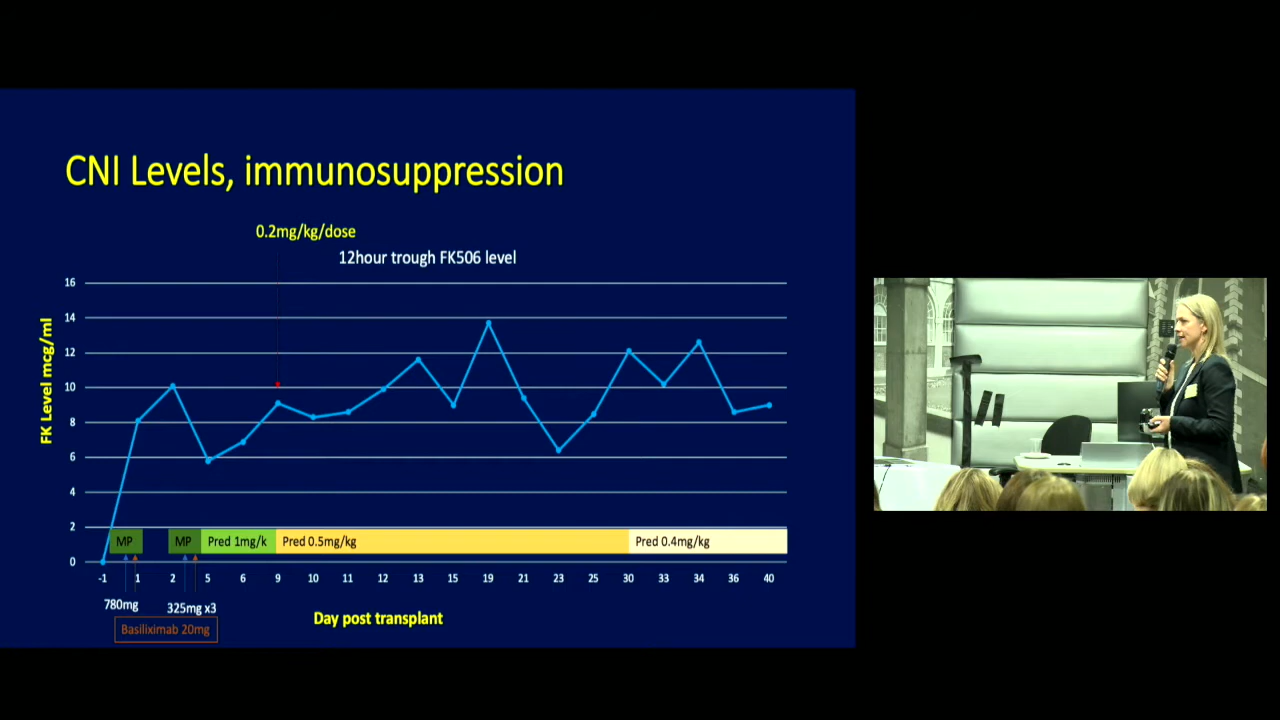 CNI Levels, immunosuppression
0.2mg/kg/dose
12hour trough FK506 level
FK Level mcg/ml
16
14
12
10
8
6
4
2
0
MP
MP
Pred 1mg/k
Pred 0.5mg/kg
Pred 0.4mg/kg
-1 1 2 5 6 9 10 11 12 13 15 19 21 23 25 30 33 34 36 40
780mg
325mg x3
Day post transplant
Basiliximab 20mg